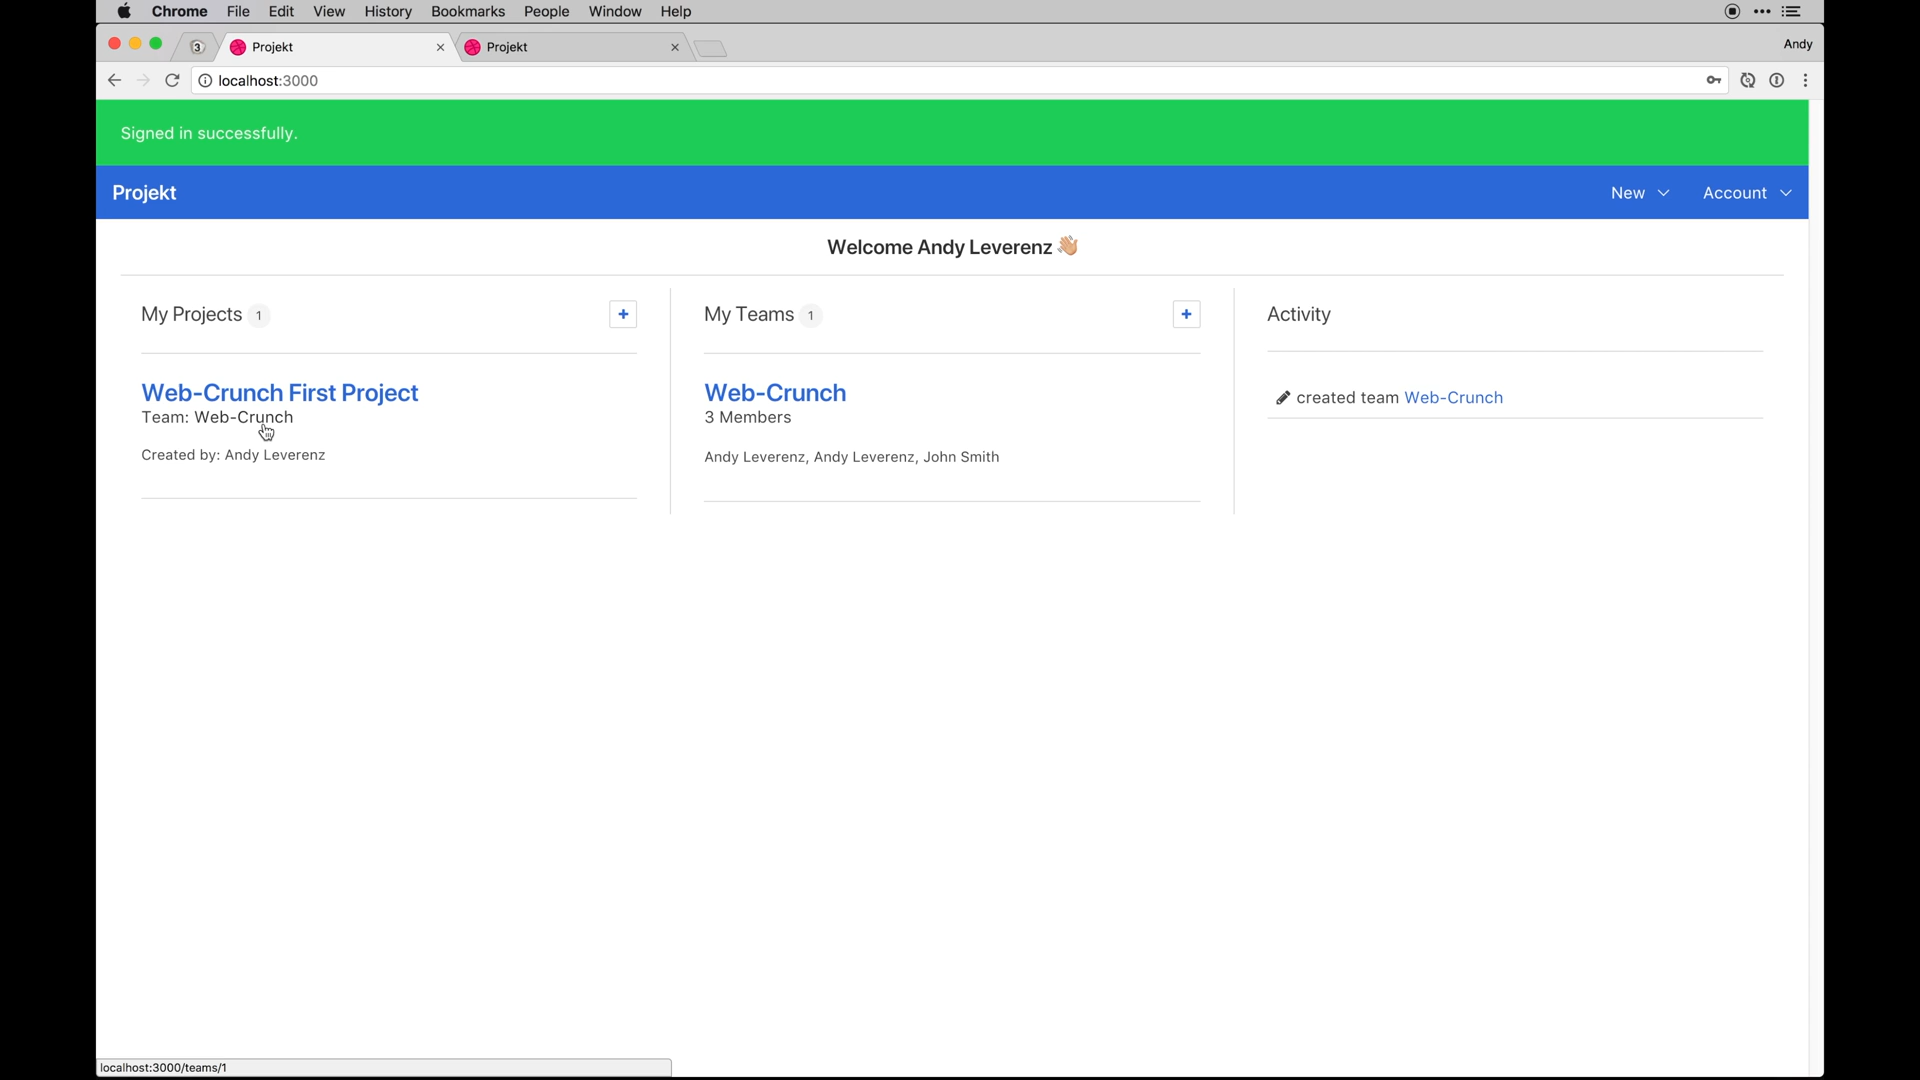 Chrome File Edit View History Bookmarks People Window Help
3 Projekt Projekt Andy
localhost:3000
Signed in successfully.
Projekt New Account
Welcome Andy Leverenz 👋🏼
My Projects 1 +
Web-Crunch First Project
Team: Web-Crunch
Created by: Andy Leverenz
My Teams 1 +
Web-Crunch
3 Members
Andy Leverenz, Andy Leverenz, John Smith
Activity
created team Web-Crunch
localhost:3000/teams/1